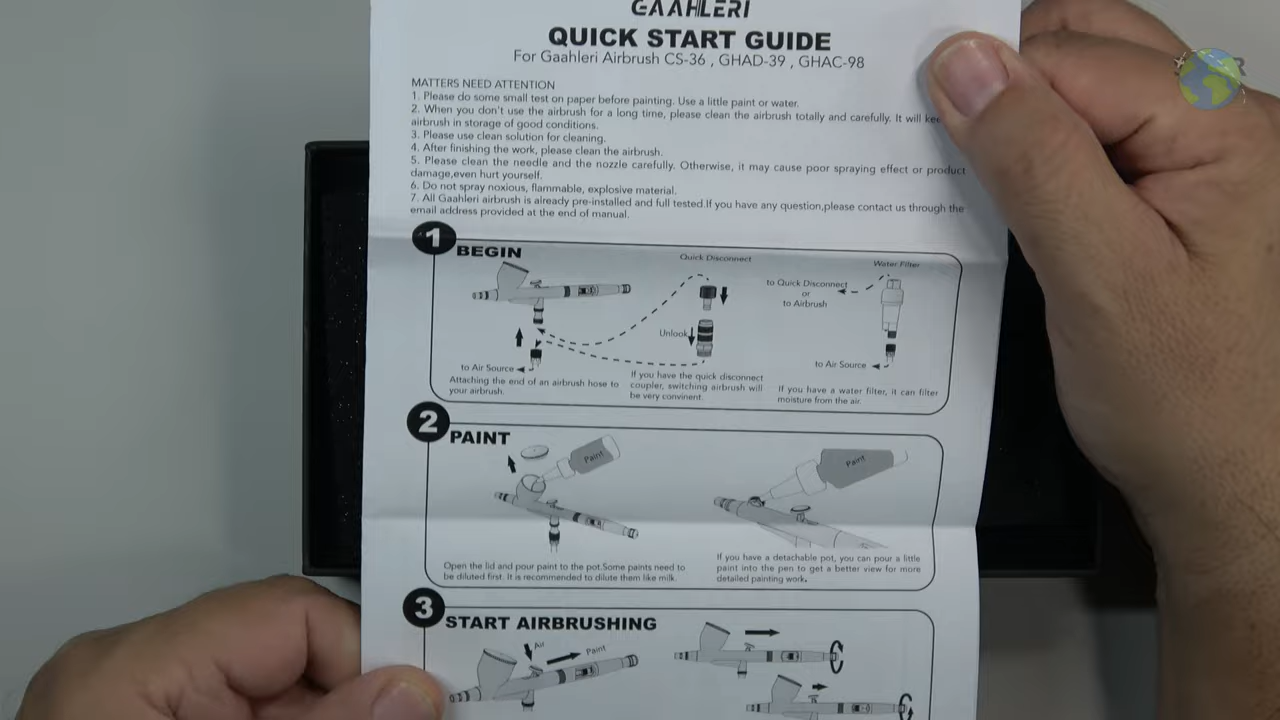 GAAHLERI
QUICK START GUIDE
For Gaahleri Airbrush CS-36 , GHAD-39 , GHAC-98
MATTERS NEED ATTENTION
1. Please do some small test on paper before painting. Use a little paint or water.
2. When you don't use the airbrush for a long time, please clean the airbrush totally and carefully. It will
airbrush in storage of good conditions.
3. Please use clean solution for cleaning.
4. After finishing the work, please clean the airbrush.
5. Please clean the needle and the nozzle carefully. Otherwise, it may cause poor spraying effect or product
damage,even hurt yourself.
6. Do not spray noxious, flammable, explosive material.
7. All Gaahleri airbrush is already pre-installed and full tested.If you have any question,please contact us through the
email address provided at the end of manual.
1
BEGIN
Quick Disconnect
Water Filter
to Quick Disconnect
or
to Airbrush
Unlook
to Air Source
to Air Source
Attaching the end of an airbrush hose to
your airbrush.
If you have the quick disconnect
coupler, switching airbrush will
be very convinent.
If you have a water filter, it can filter
moisture from the air.
2
PAINT
Paint
Paint
Open the lid and pour paint to the pot.Some paints need to
be diluted first. It is recommended to dilute them like milk.
If you have a detachable pot, you can pour a little
paint into the pen to get a better view for more
detailed painting work.
3
START AIRBRUSHING
Air
Paint